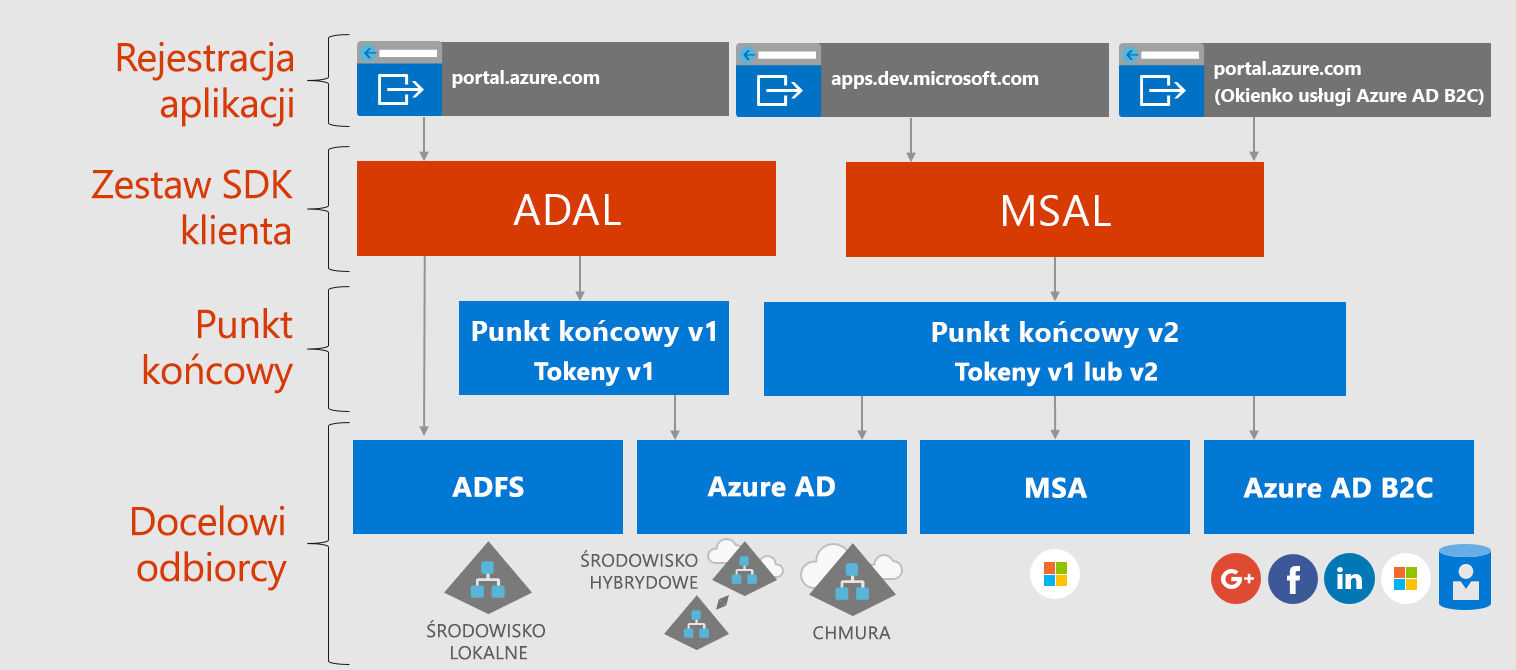 Rejestracja
aplikacji
portal.azure.com
apps.dev.microsoft.com
portal.azure.com
(Okienko usługi Azure AD B2C)
Zestaw SDK
klienta
ADAL
MSAL
Punkt
końcowy
Punkt końcowy v1
Tokeny v1
Punkt końcowy v2
Tokeny v1 lub v2
Docelowi
odbiorcy
ADFS
Azure AD
MSA
Azure AD B2C
ŚRODOWISKO
LOKALNE
ŚRODOWISKO
HYBRYDOWE
CHMURA
G+
f
in